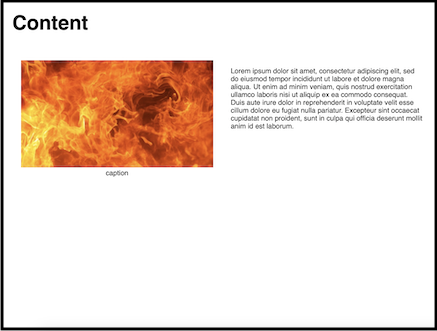 Content
Lorem ipsum dolor sit amet, consectetur adipiscing elit, sed
do eiusmod tempor incididunt ut labore et dolore magna
aliqua. Ut enim ad minim veniam, quis nostrud exercitation
ullamco laboris nisi ut aliquip ex ea commodo consequat.
Duis aute irure dolor in reprehenderit in voluptate velit esse
cillum dolore eu fugiat nulla pariatur. Excepteur sint occaecat
cupidatat non proident, sunt in culpa qui officia deserunt mollit
anim id est laborum.
caption